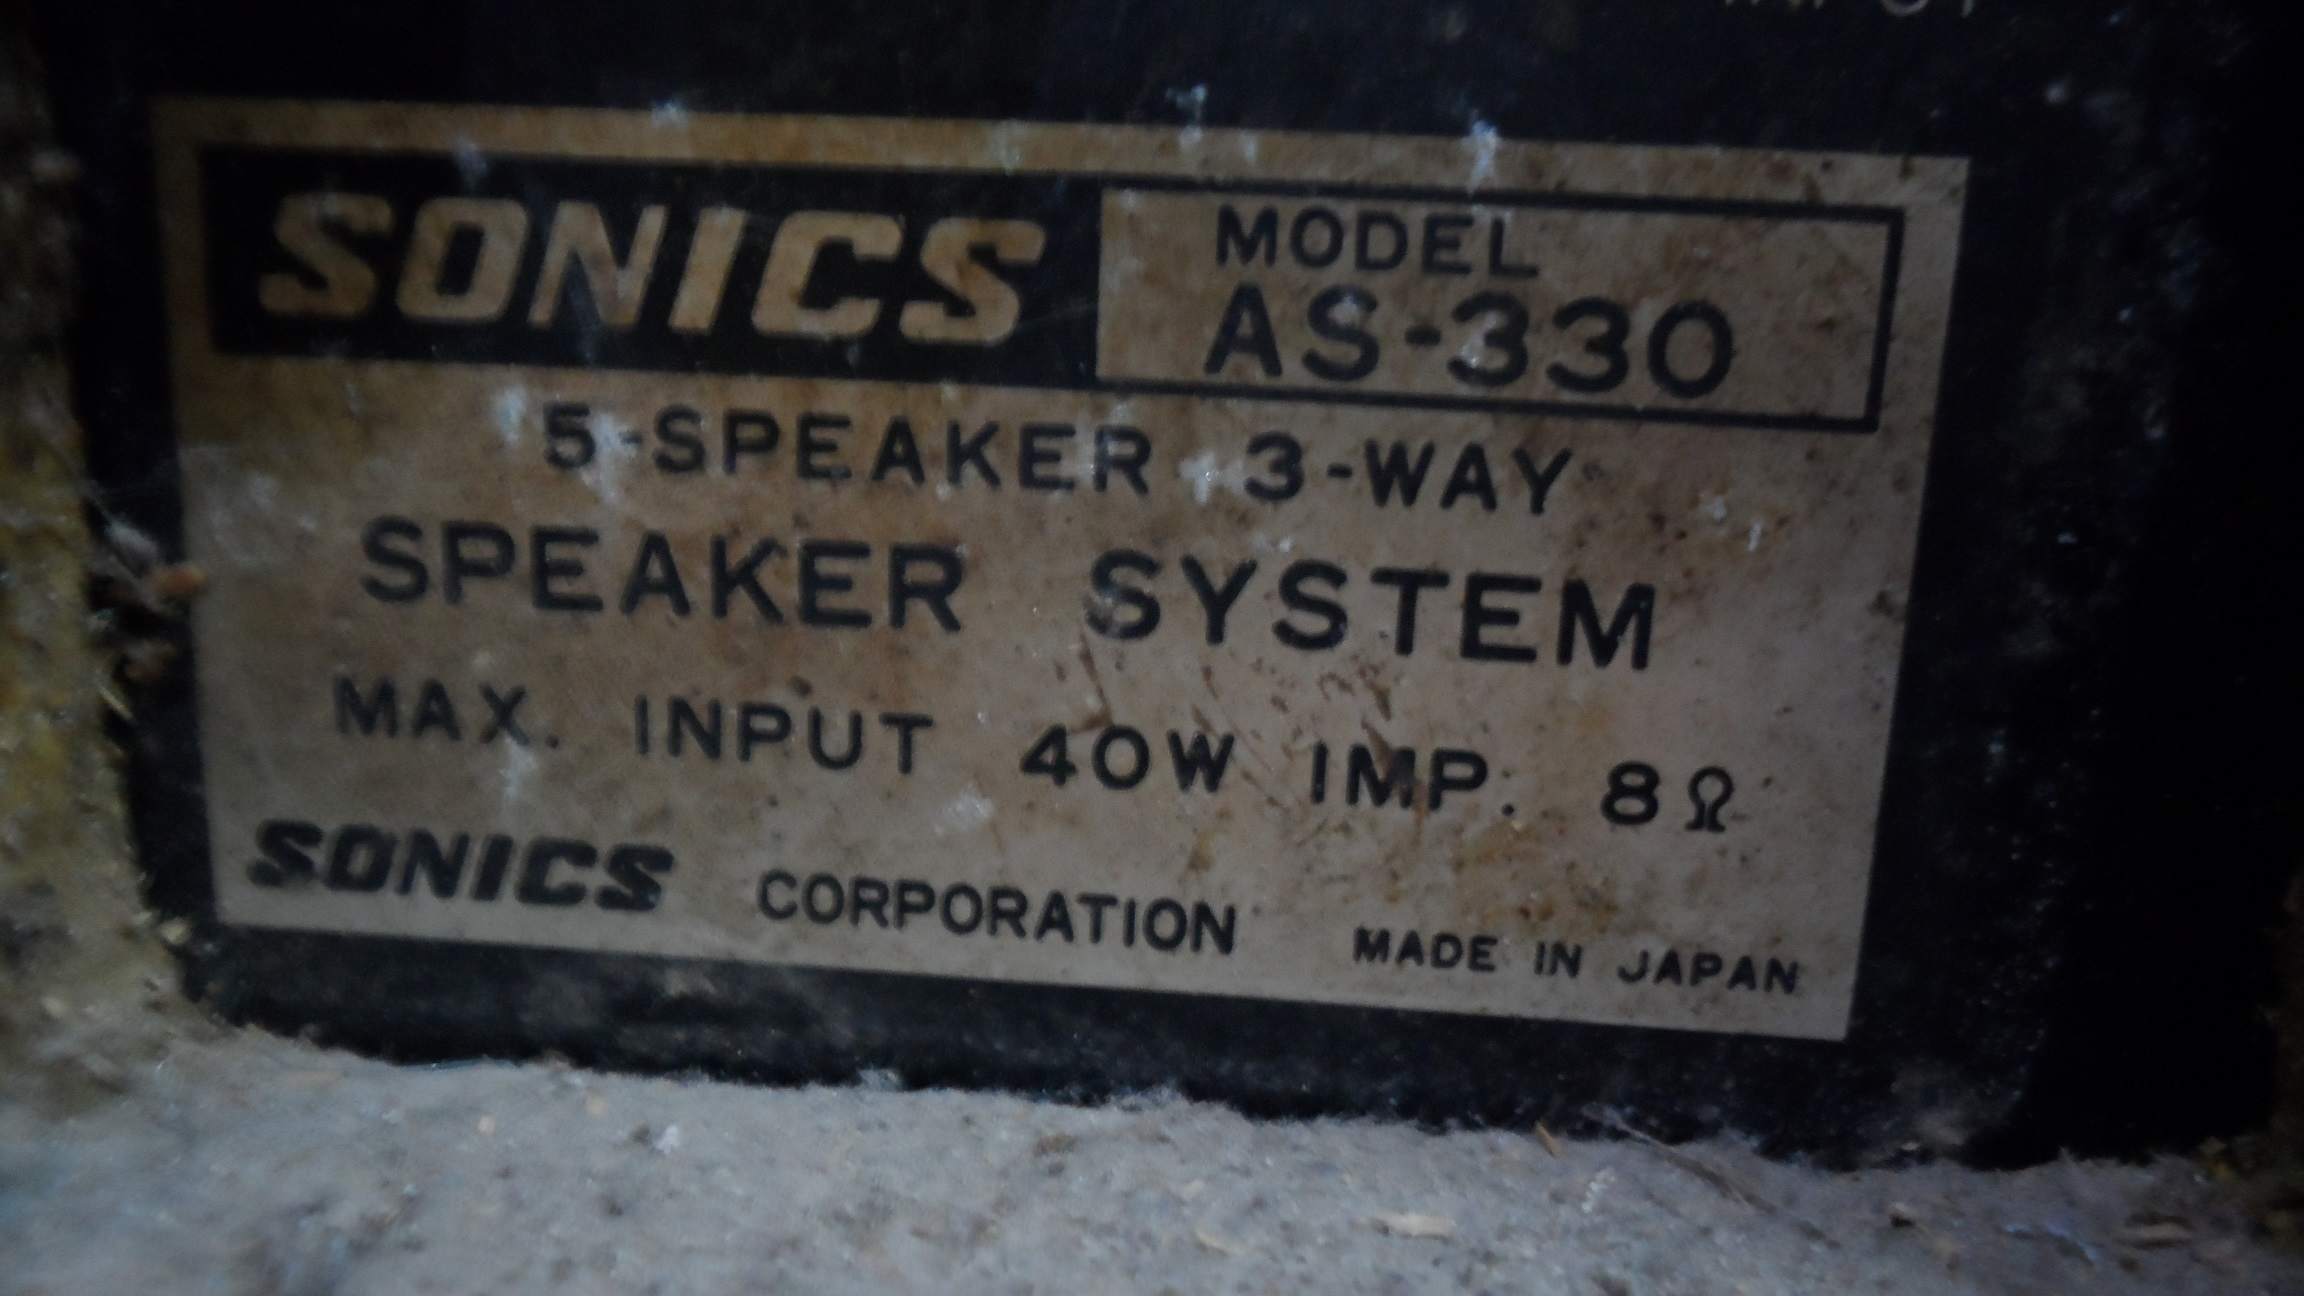 INPUT
SONICS
MODEL
AS-330
5-SPEAKER 3-WAY
SPEAKER SYSTEM
MAX. INPUT 40W IMP. 8Ω
SONICS CORPORATION MADE IN JAPAN